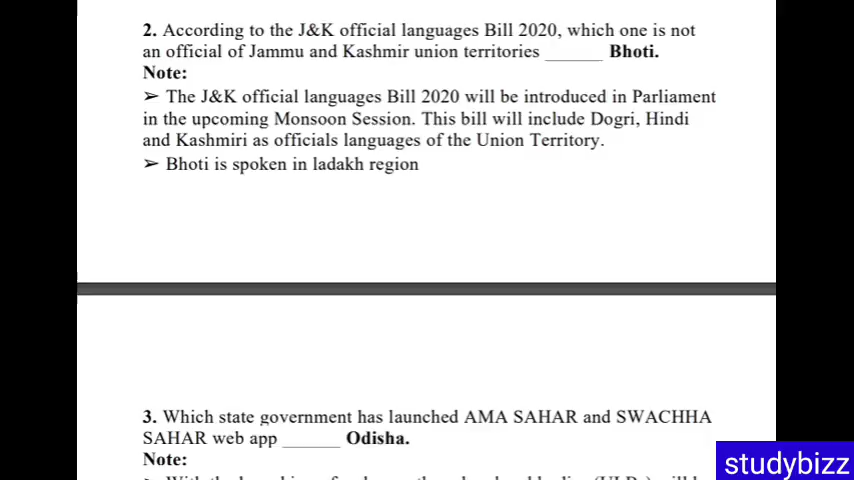 2. According to the J&K official languages Bill 2020, which one is not
an official of Jammu and Kashmir union territories ______ Bhoti.
Note:
➢ The J&K official languages Bill 2020 will be introduced in Parliament
in the upcoming Monsoon Session. This bill will include Dogri, Hindi
and Kashmiri as officials languages of the Union Territory.
➢ Bhoti is spoken in ladakh region
3. Which state government has launched AMA SAHAR and SWACHHA
SAHAR web app ______ Odisha.
Note:
studybizz